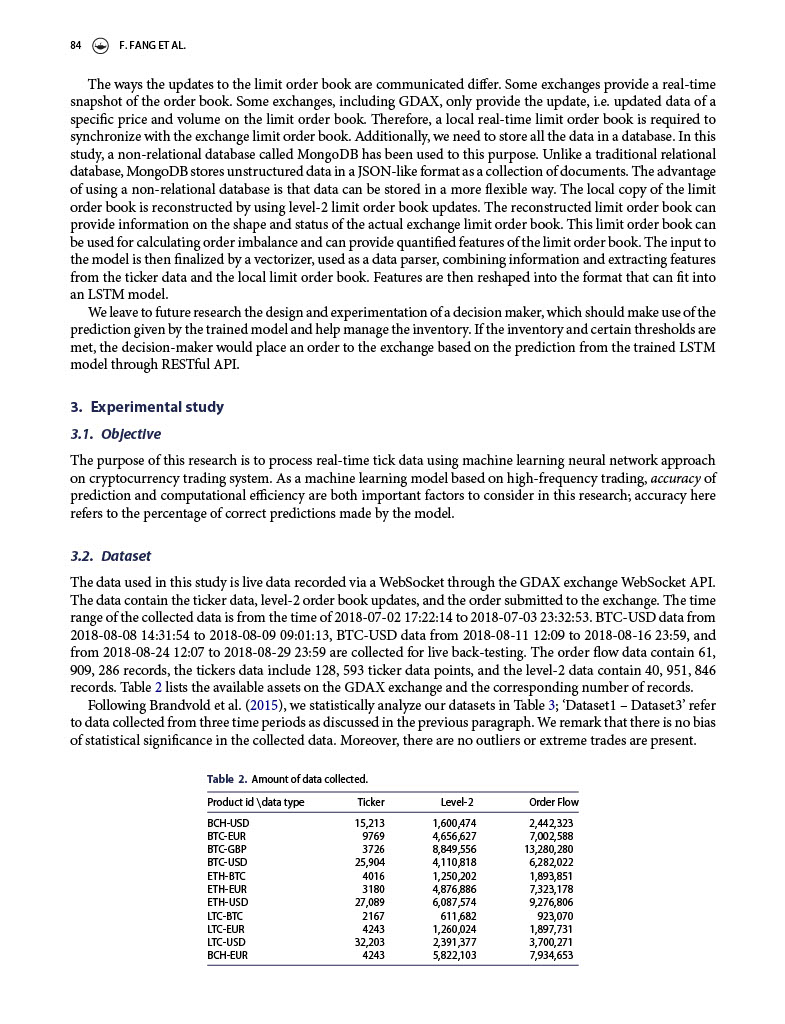 84 F. FANG ET AL.
The ways the updates to the limit order book are communicated differ. Some exchanges provide a real-time
snapshot of the order book. Some exchanges, including GDAX, only provide the update, i.e. updated data of a
specific price and volume on the limit order book. Therefore, a local real-time limit order book is required to
synchronize with the exchange limit order book. Additionally, we need to store all the data in a database. In this
study, a non-relational database called MongoDB has been used to this purpose. Unlike a traditional relational
database, MongoDB stores unstructured data in a JSON-like format as a collection of documents. The advantage
of using a non-relational database is that data can be stored in a more flexible way. The local copy of the limit
order book is reconstructed by using level-2 limit order book updates. The reconstructed limit order book can
provide information on the shape and status of the actual exchange limit order book. This limit order book can
be used for calculating order imbalance and can provide quantified features of the limit order book. The input to
the model is then finalized by a vectorizer, used as a data parser, combining information and extracting features
from the ticker data and the local limit order book. Features are then reshaped into the format that can fit into
an LSTM model.
We leave to future research the design and experimentation of a decision maker, which should make use of the
prediction given by the trained model and help manage the inventory. If the inventory and certain thresholds are
met, the decision-maker would place an order to the exchange based on the prediction from the trained LSTM
model through RESTful API.
3. Experimental study
3.1. Objective
The purpose of this research is to process real-time tick data using machine learning neural network approach
on cryptocurrency trading system. As a machine learning model based on high-frequency trading, accuracy of
prediction and computational efficiency are both important factors to consider in this research; accuracy here
refers to the percentage of correct predictions made by the model.
3.2. Dataset
The data used in this study is live data recorded via a WebSocket through the GDAX exchange WebSocket API.
The data contain the ticker data, level-2 order book updates, and the order submitted to the exchange. The time
range of the collected data is from the time of 2018-07-02 17:22:14 to 2018-07-03 23:32:53. BTC-USD data from
2018-08-08 14:31:54 to 2018-08-09 09:01:13, BTC-USD data from 2018-08-11 12:09 to 2018-08-16 23:59, and
from 2018-08-24 12:07 to 2018-08-29 23:59 are collected for live back-testing. The order flow data contain 61,
909, 286 records, the tickers data include 128, 593 ticker data points, and the level-2 data contain 40, 951, 846
records. Table 2 lists the available assets on the GDAX exchange and the corresponding number of records.
Following Brandvold et al. (2015), we statistically analyze our datasets in Table 3; ‘Dataset1 – Dataset3’ refer
to data collected from three time periods as discussed in the previous paragraph. We remark that there is no bias
of statistical significance in the collected data. Moreover, there are no outliers or extreme trades are present.
Table 2. Amount of data collected.
Product id \data type Ticker Level-2 Order Flow
BCH-USD 15,213 1,600,474 2,442,323
BTC-EUR 9769 4,656,627 7,002,588
BTC-GBP 3726 8,849,556 13,280,280
BTC-USD 25,904 4,110,818 6,282,022
ETH-BTC 4016 1,250,202 1,893,851
ETH-EUR 3180 4,876,886 7,323,178
ETH-USD 27,089 6,087,574 9,276,806
LTC-BTC 2167 611,682 923,070
LTC-EUR 4243 1,260,024 1,897,731
LTC-USD 32,203 2,391,377 3,700,271
BCH-EUR 4243 5,822,103 7,934,653